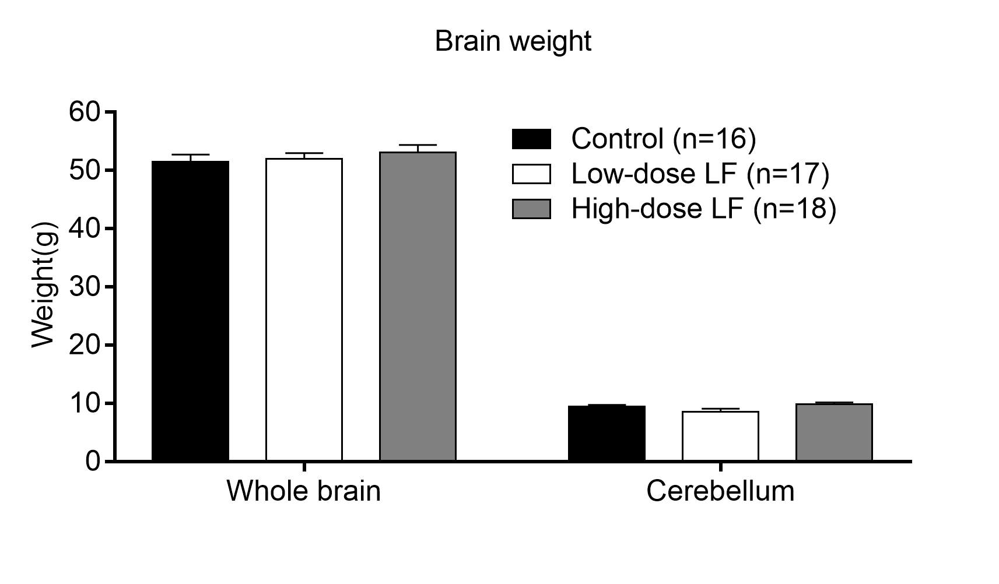 Brain weight
60
50
40
30
20
10
0
Weight(g)
Control (n=16)
Low-dose LF (n=17)
High-dose LF (n=18)
Whole brain
Cerebellum